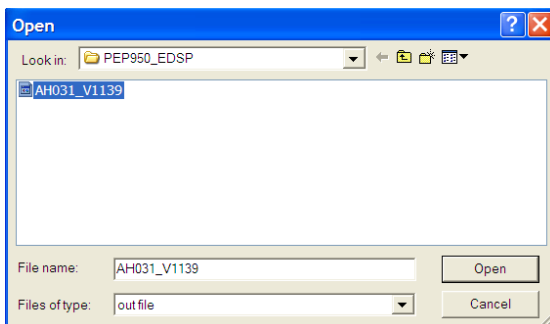 Open
Look in: PEP950_EDSP
AH031_V1139
File name: AH031_V1139 Open
Files of type: out file Cancel